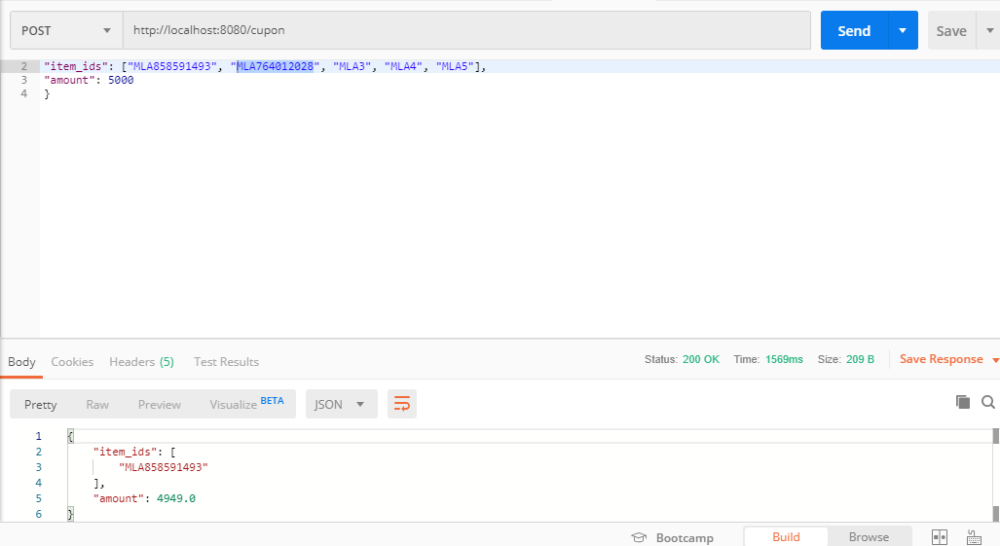 POST http://localhost:8080/cupon Send Save
2 "item_ids": ["MLA858591493", "MLA764012028", "MLA3", "MLA4", "MLA5"],
3 "amount": 5000
4 }
Body Cookies Headers (5) Test Results Status: 200 OK Time: 1569ms Size: 209 B Save Response
Pretty Raw Preview Visualize BETA JSON
1 {
2 "item_ids": [
3 "MLA858591493"
4 ],
5 "amount": 4949.0
6 }
Bootcamp Build Browse